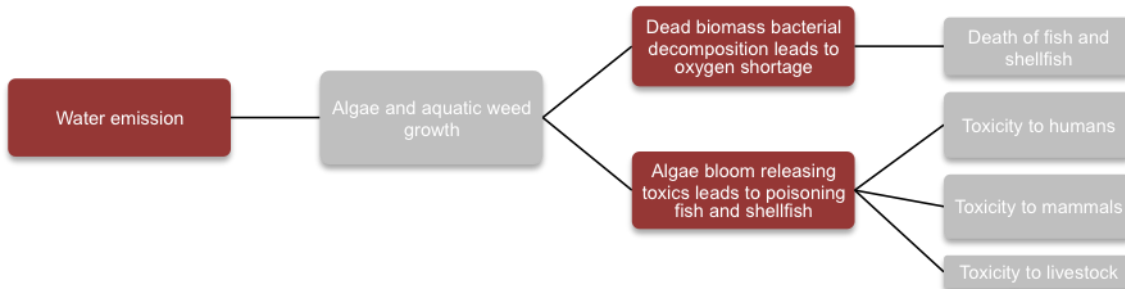 Water emission
Algae and aquatic weed
growth
Dead biomass bacterial
decomposition leads to
oxygen shortage
Algae bloom releasing
toxics leads to poisoning
fish and shellfish
Death of fish and
shellfish
Toxicity to humans
Toxicity to mammals
Toxicity to livestock